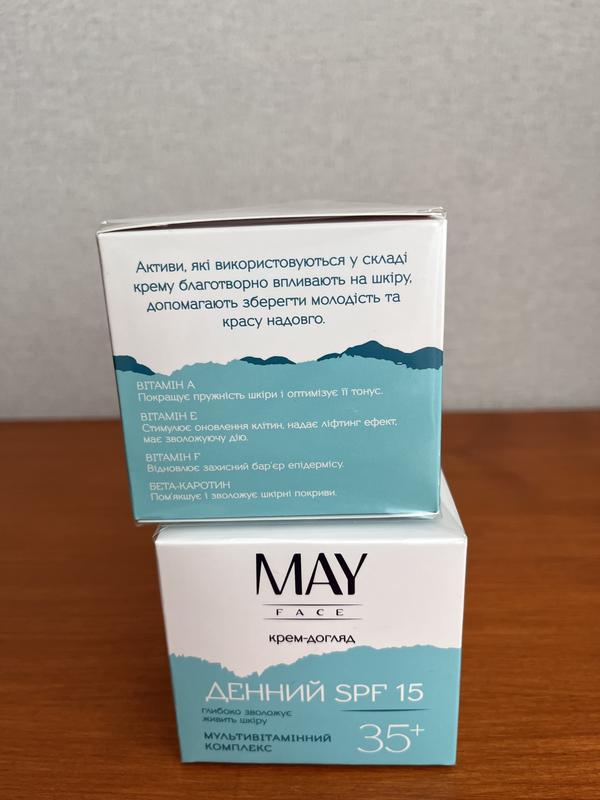 Активи, які використовуються у складі
крему благотворно впливають на шкіру,
допомагають зберегти молодість та
красу надовго.
ВІТАМІН А
Покращує пружність шкіри і оптимізує її тонус.
ВІТАМІН Е
Стимулює оновлення клітин, надає ліфтинг ефект,
має зволожуючу дію.
ВІТАМІН F
Відновлює захисний бар'єр епідермісу.
БЕТА-КАРОТИН
Пом'якшує і зволожує шкірні покриви.
MAY
FACE
крем-догляд
ДЕННИЙ SPF 15
глибоко зволожує
живить шкіру
МУЛЬТИВІТАМІННИЙ
КОМПЛЕКС
35+